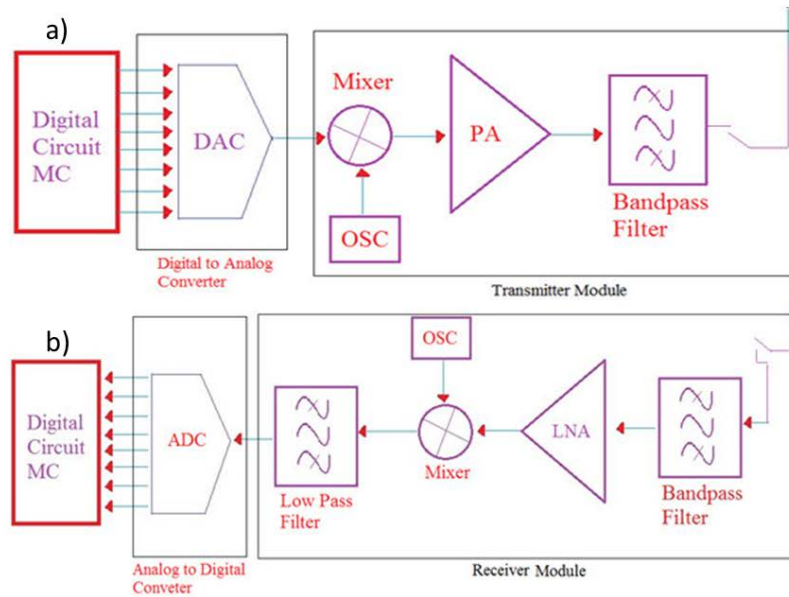 a)
Digital
Circuit
MC
DAC
Digital to Analog
Converter
Mixer
OSC
PA
Bandpass
Filter
Transmitter Module
b)
Digital
Circuit
MC
ADC
Analog to Digital
Conveter
Low Pass
Filter
OSC
Mixer
LNA
Bandpass
Filter
Receiver Module